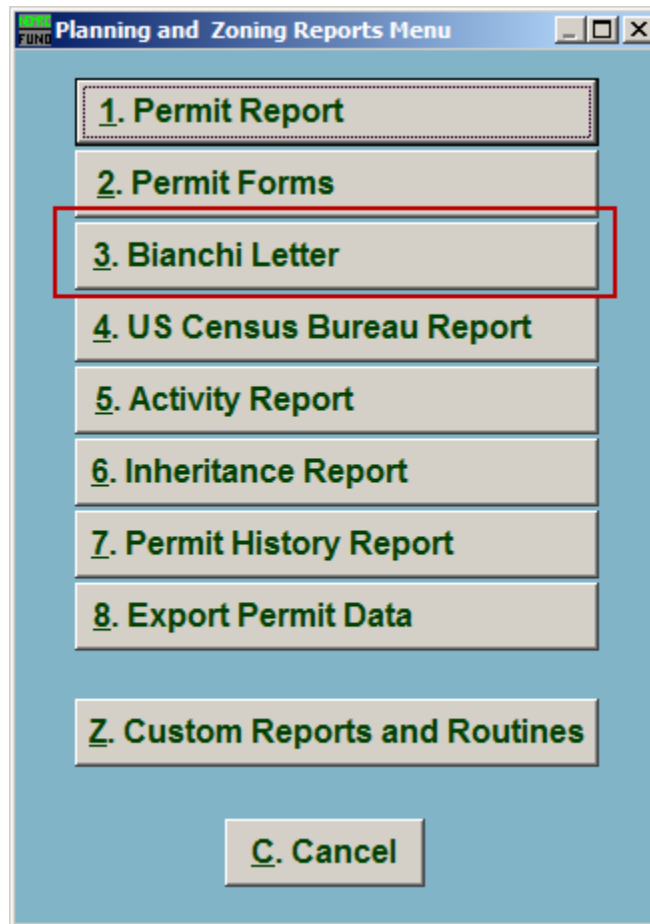 NEMRC
FUND
Planning and Zoning Reports Menu
1. Permit Report
2. Permit Forms
3. Bianchi Letter
4. US Census Bureau Report
5. Activity Report
6. Inheritance Report
7. Permit History Report
8. Export Permit Data
Z. Custom Reports and Routines
C. Cancel